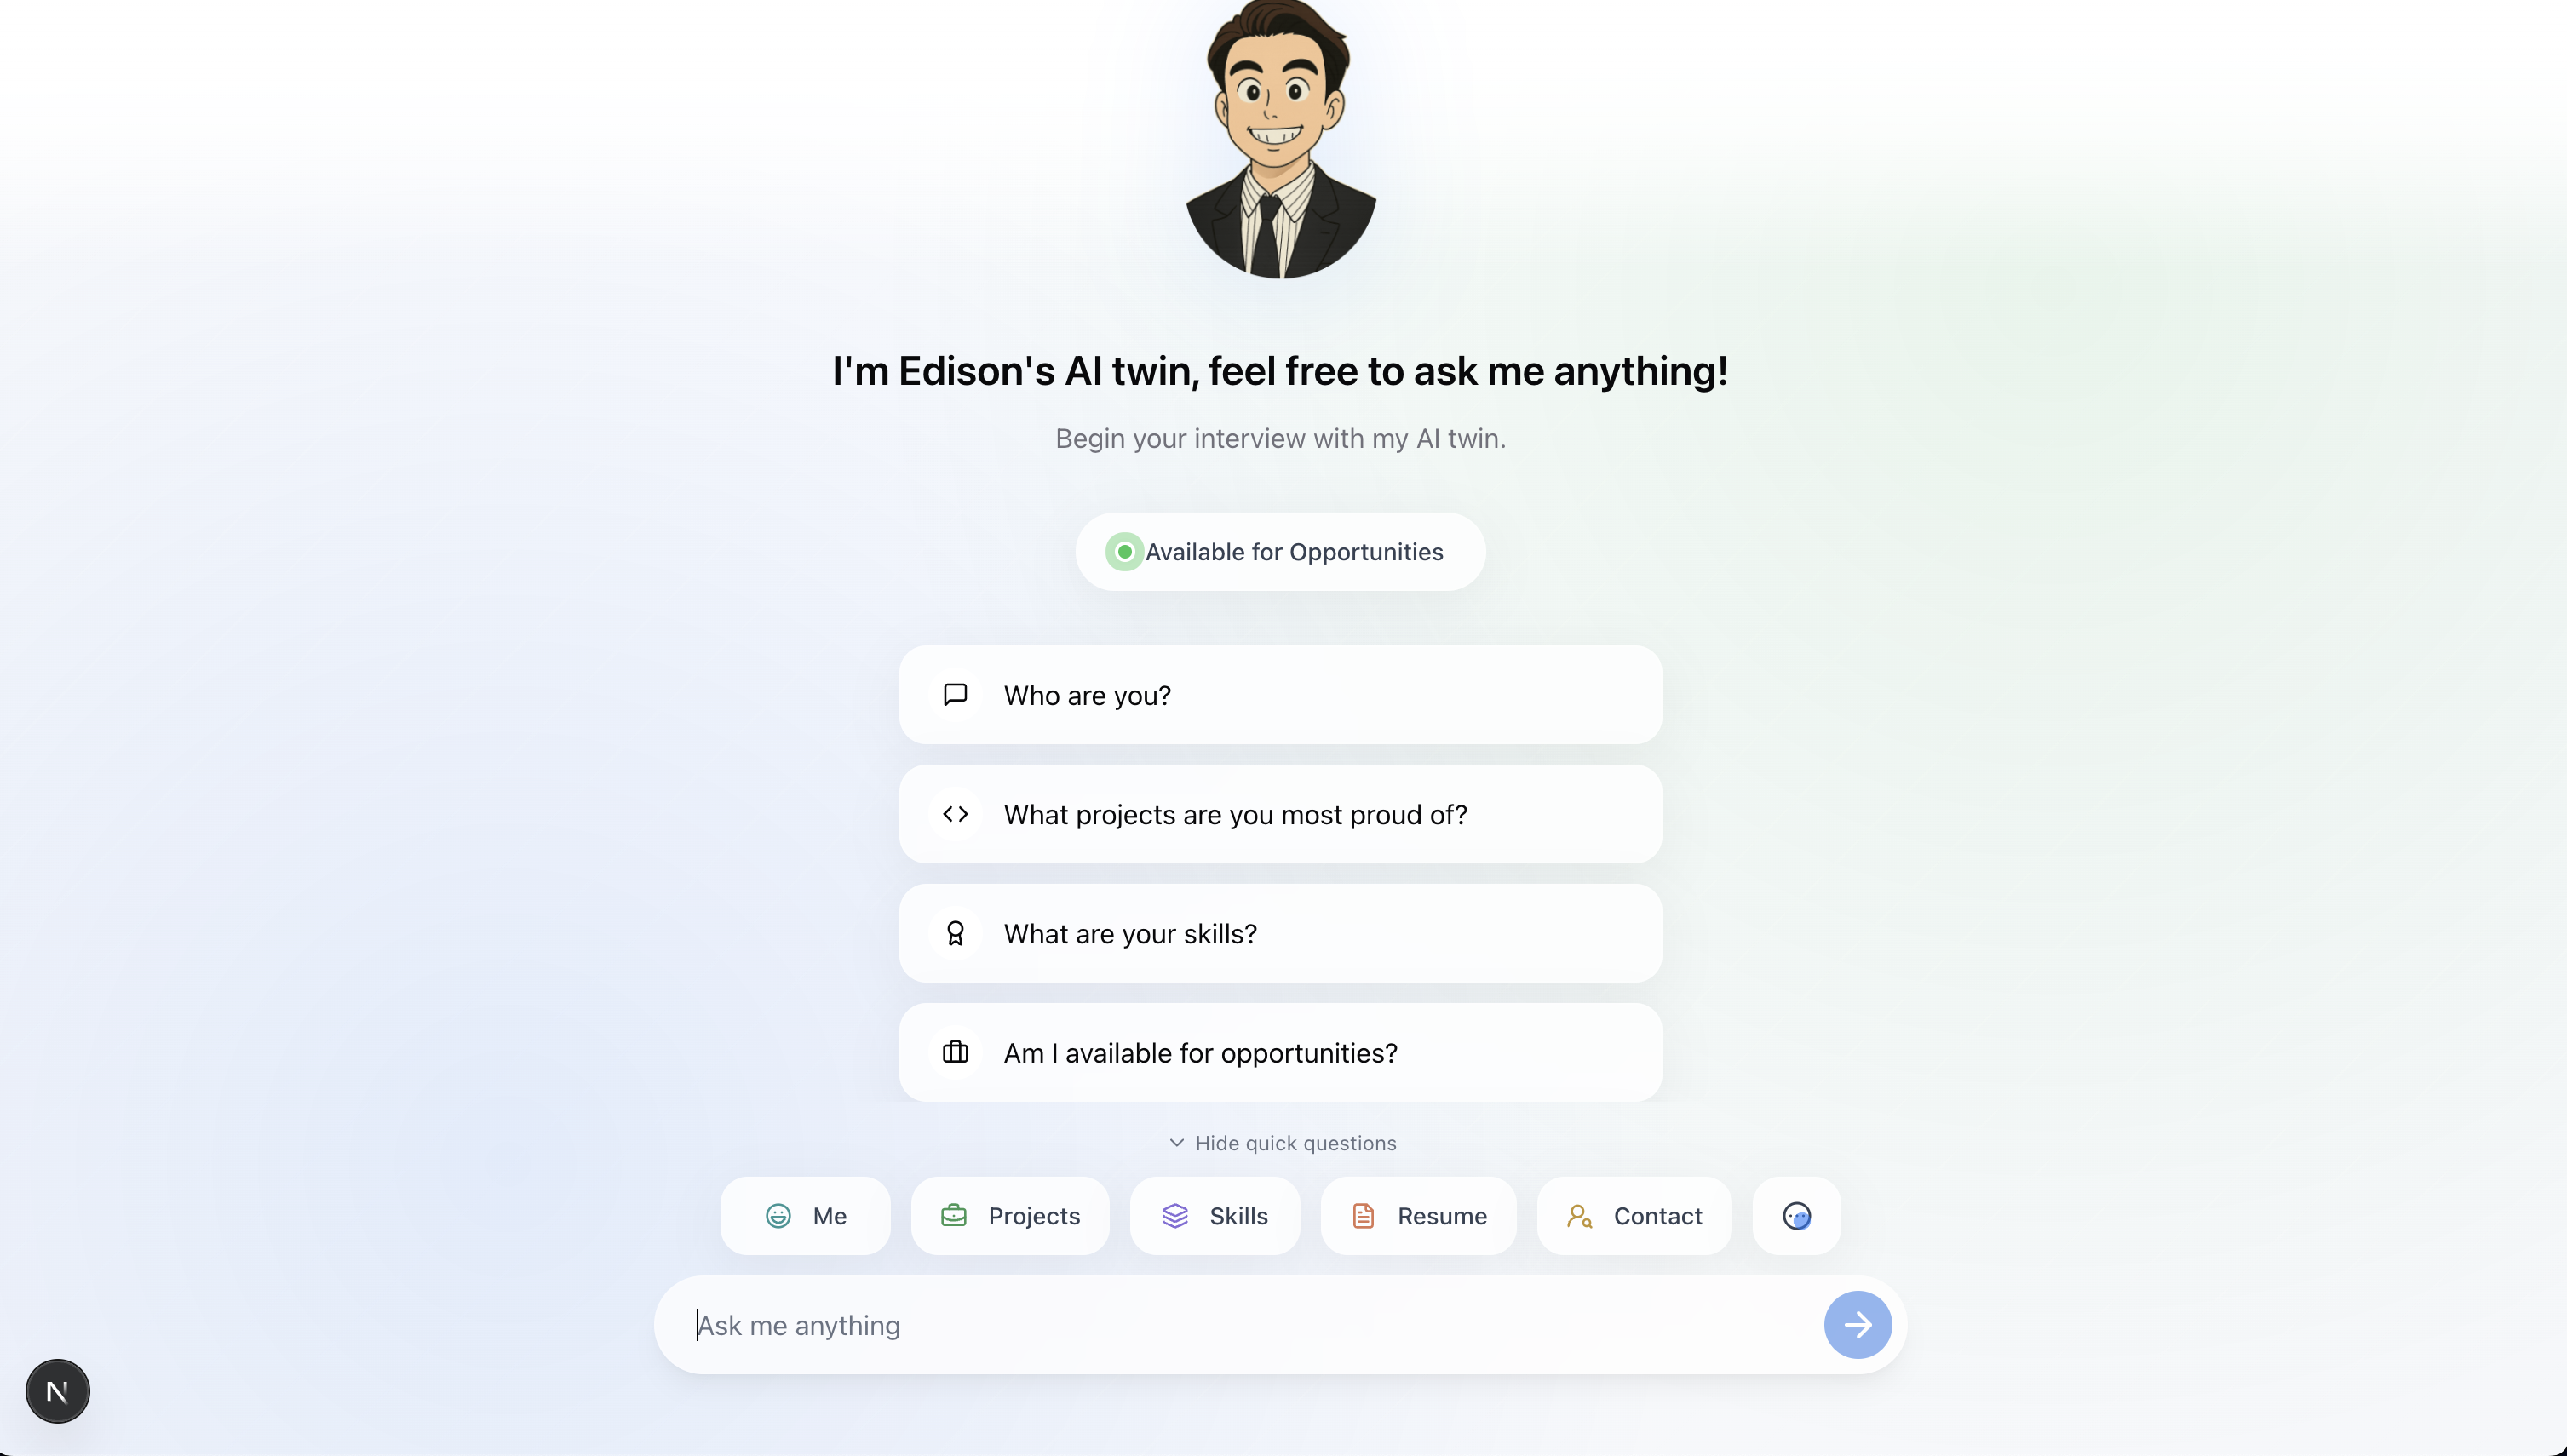 I'm Edison's AI twin, feel free to ask me anything!
Begin your interview with my AI twin.
Available for Opportunities
Who are you?
What projects are you most proud of?
What are your skills?
Am I available for opportunities?
Hide quick questions
Me Projects Skills Resume Contact
Ask me anything
N